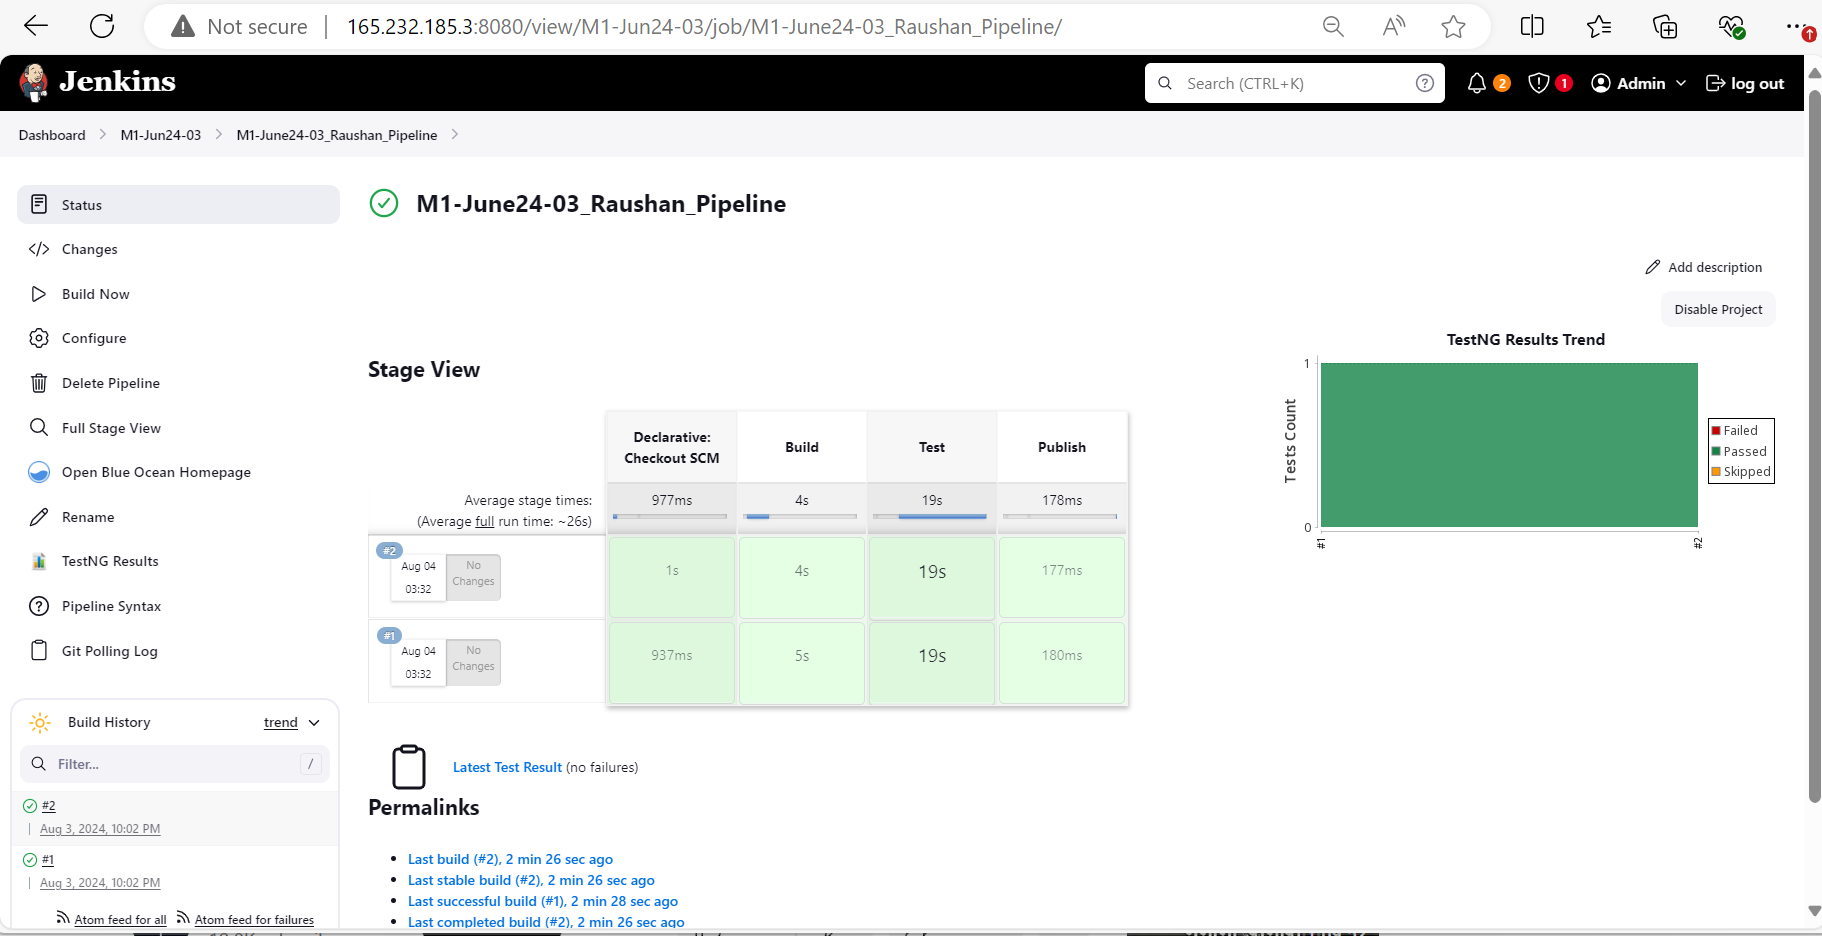 Not secure
165.232.185.3:8080/view/M1-Jun24-03/job/M1-June24-03_Raushan_Pipeline/
Jenkins
Search (CTRL+K)
2
1
Admin
log out
Dashboard
M1-Jun24-03
M1-June24-03_Raushan_Pipeline
Status
Changes
Build Now
Configure
Delete Pipeline
Full Stage View
Open Blue Ocean Homepage
Rename
TestNG Results
Pipeline Syntax
Git Polling Log
Build History
trend
Filter...
/
#2
Aug 3, 2024, 10:02 PM
#1
Aug 3, 2024, 10:02 PM
Atom feed for all
Atom feed for failures
M1-June24-03_Raushan_Pipeline
Add description
Disable Project
TestNG Results Trend
1
0
Tests Count
#1
#2
Failed
Passed
Skipped
Stage View
Declarative:
Checkout SCM
Build
Test
Publish
Average stage times:
(Average full run time: ~26s)
977ms
4s
19s
178ms
#2
Aug 04
03:32
No
Changes
1s
4s
19s
177ms
#1
Aug 04
03:32
No
Changes
937ms
5s
19s
180ms
Latest Test Result (no failures)
Permalinks
Last build (#2), 2 min 26 sec ago
Last stable build (#2), 2 min 26 sec ago
Last successful build (#1), 2 min 28 sec ago
Last completed build (#2), 2 min 26 sec ago